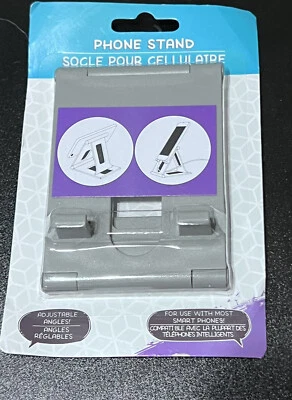 PHONE STAND
SOCLE POUR CELLULAIRE
ADJUSTABLE
ANGLES!
ANGLES
RÉGLABLES
FOR USE WITH MOST
SMART PHONES!
COMPATIBLE AVEC LA PLUPART DES
TÉLÉPHONES INTELLIGENTS